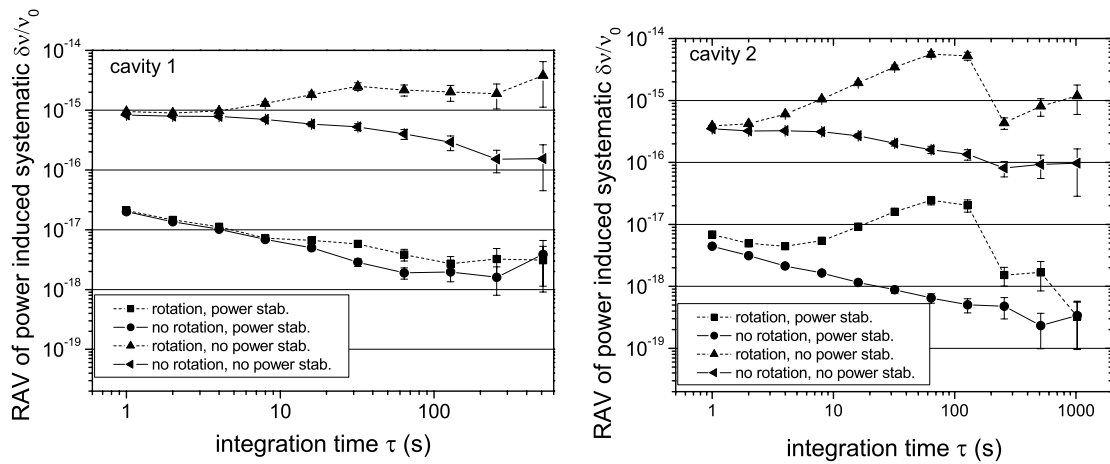 RAV of power induced systematic δν/ν₀
10⁻¹⁴
10⁻¹⁵
10⁻¹⁶
10⁻¹⁷
10⁻¹⁸
10⁻¹⁹
cavity 1
rotation, power stab.
no rotation, power stab.
rotation, no power stab.
no rotation, no power stab.
1
10
100
integration time τ (s)
RAV of power induced systematic δν/ν₀
10⁻¹⁴
10⁻¹⁵
10⁻¹⁶
10⁻¹⁷
10⁻¹⁸
10⁻¹⁹
cavity 2
rotation, power stab.
no rotation, power stab.
rotation, no power stab.
no rotation, no power stab.
1
10
100
1000
integration time τ (s)